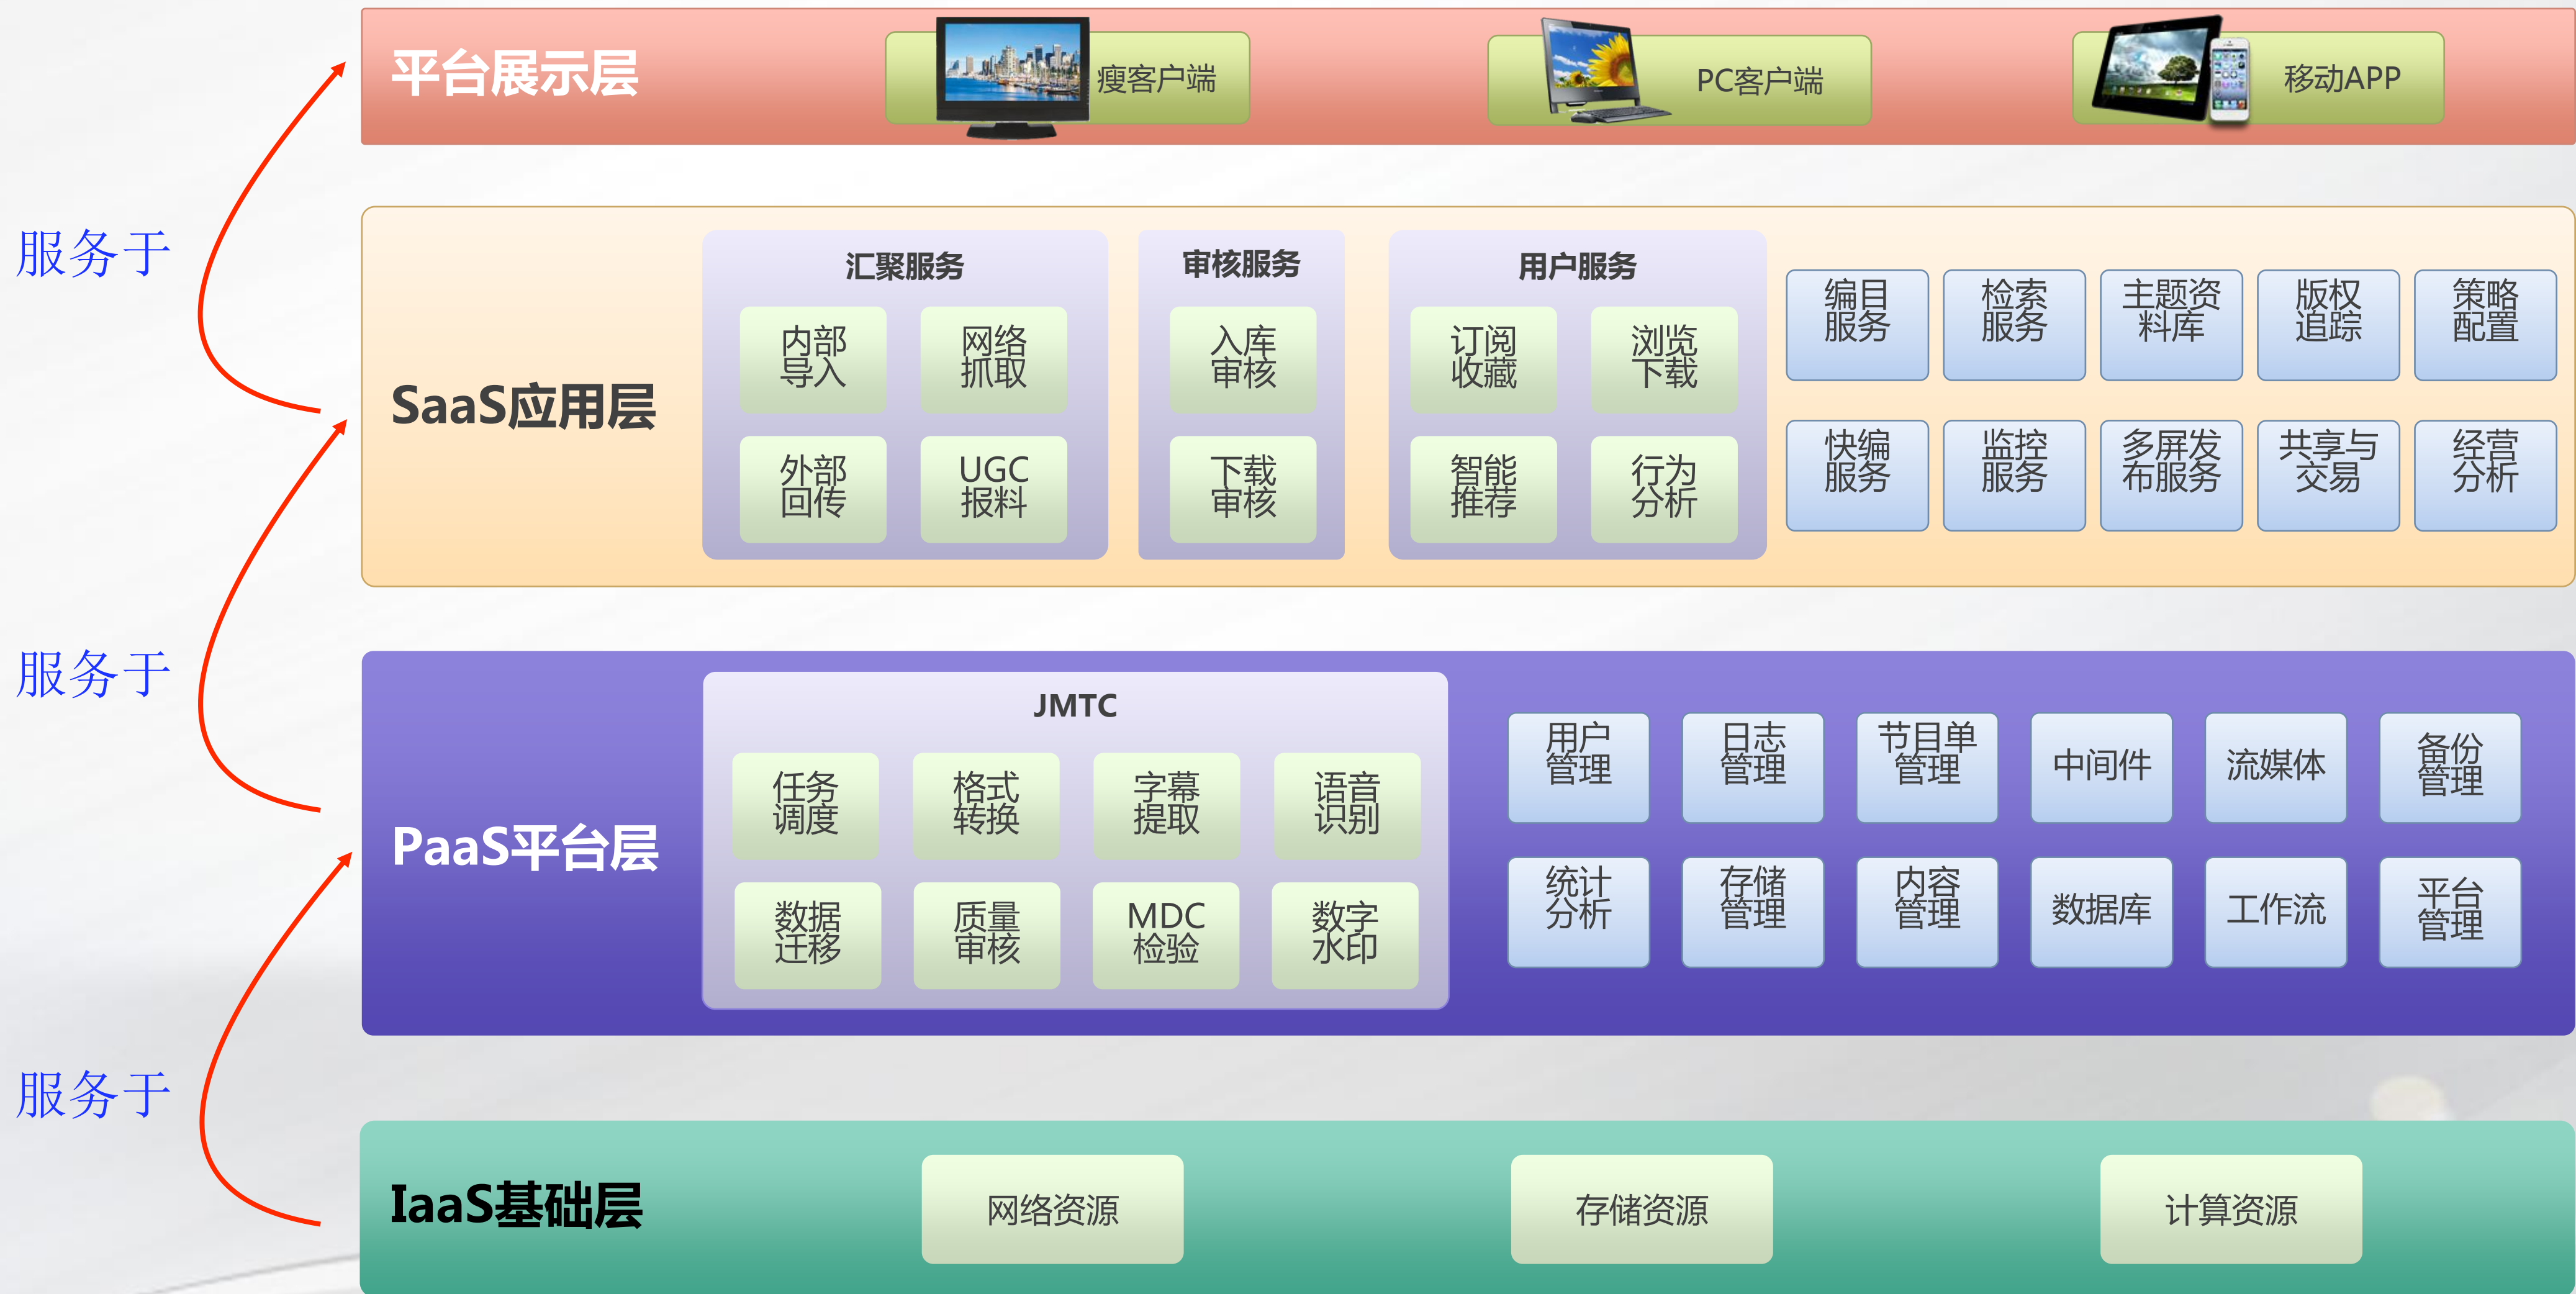 平台展示层
瘦客户端
PC客户端
移动APP
服务于
SaaS应用层
汇聚服务
内部
导入
网络
抓取
外部
回传
UGC
报料
审核服务
入库
审核
下载
审核
用户服务
订阅
收藏
浏览
下载
智能
推荐
行为
分析
编目
服务
检索
服务
主题资
料库
版权
追踪
策略
配置
快编
服务
监控
服务
多屏发
布服务
共享与
交易
经营
分析
服务于
PaaS平台层
JMTC
任务
调度
格式
转换
字幕
提取
语音
识别
数据
迁移
质量
审核
MDC
检验
数字
水印
用户
管理
日志
管理
节目单
管理
中间件
流媒体
备份
管理
统计
分析
存储
管理
内容
管理
数据库
工作流
平台
管理
服务于
IaaS基础层
网络资源
存储资源
计算资源